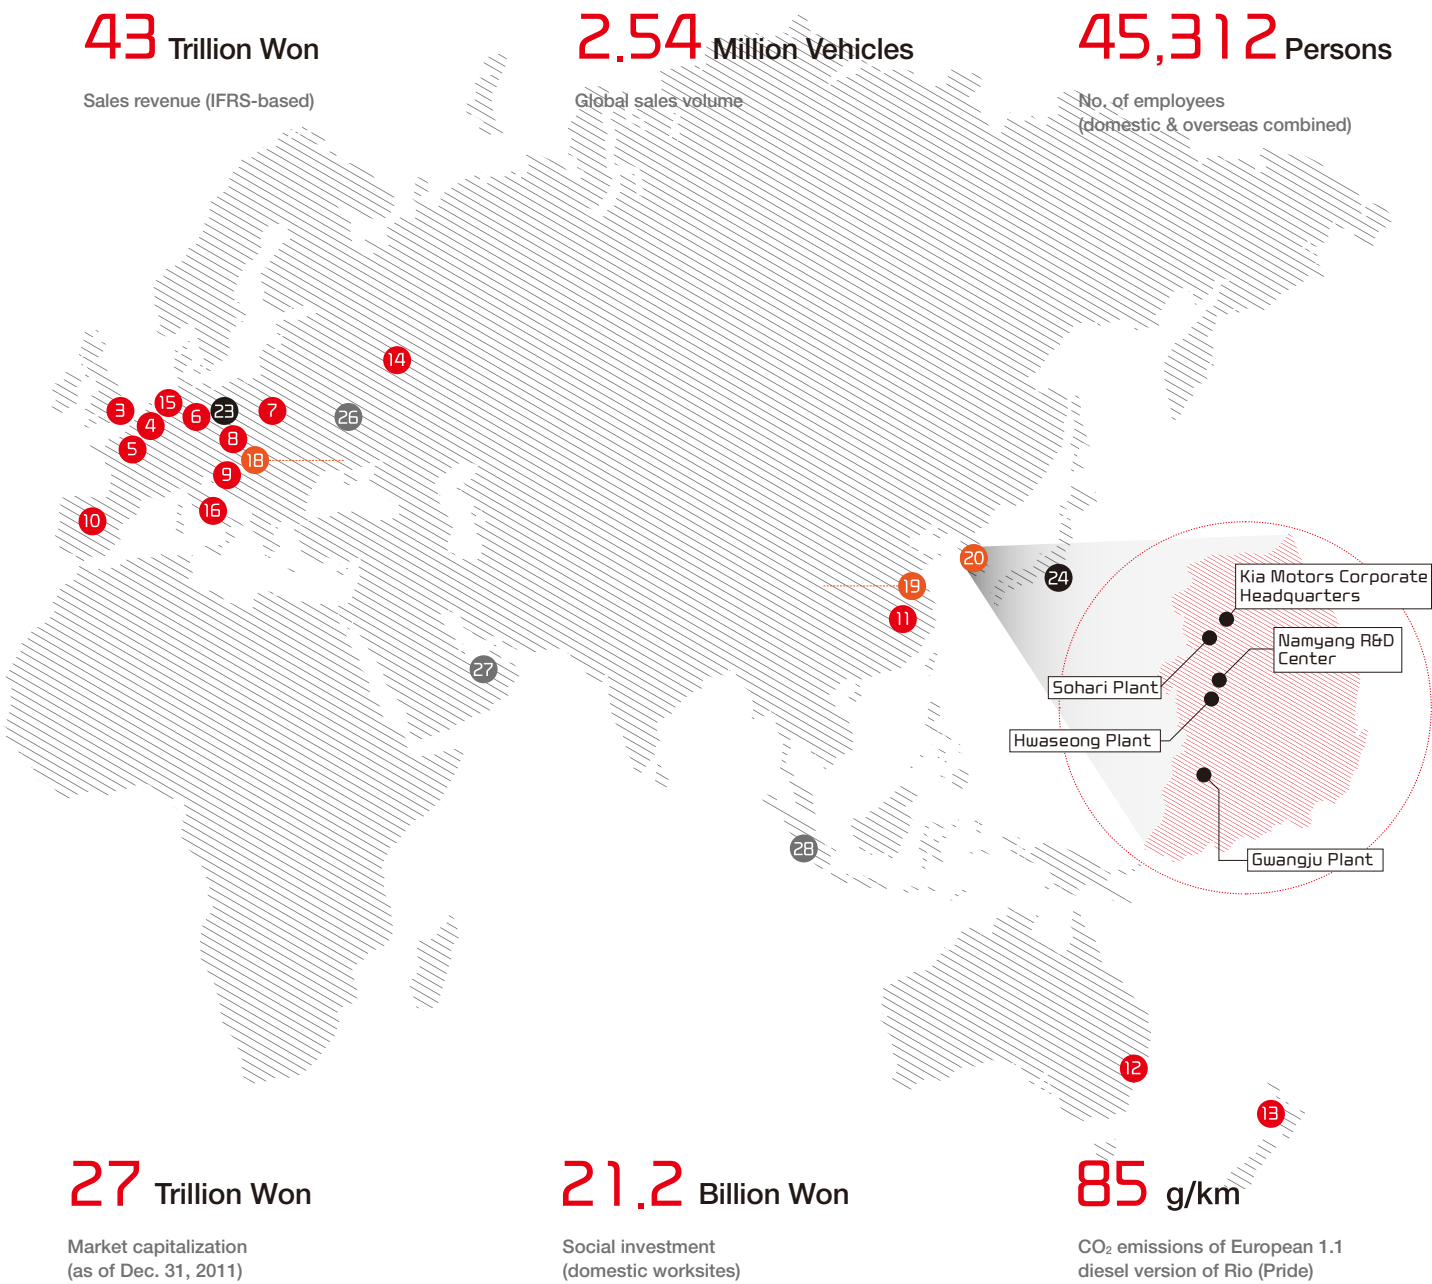 43 Trillion Won
Sales revenue (IFRS-based)
2.54 Million Vehicles
Global sales volume
45,312 Persons
No. of employees
(domestic & overseas combined)
14
3
15
6
23
7
26
4
5
8
18
9
16
10
20
19
24
11
27
28
12
13
Kia Motors Corporate
Headquarters
Namyang R&D
Center
Sohari Plant
Hwaseong Plant
Gwangju Plant
27 Trillion Won
Market capitalization
(as of Dec. 31, 2011)
21.2 Billion Won
Social investment
(domestic worksites)
85 g/km
CO₂ emissions of European 1.1
diesel version of Rio (Pride)